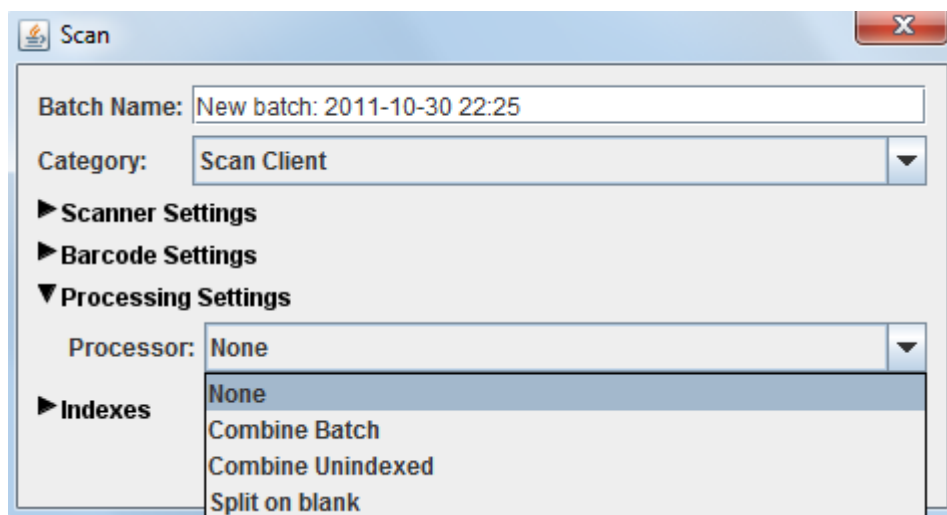 Scan
Batch Name: New batch: 2011-10-30 22:25
Category: Scan Client
Scanner Settings
Barcode Settings
Processing Settings
Processor: None
None
Indexes
Combine Batch
Combine Unindexed
Split on blank